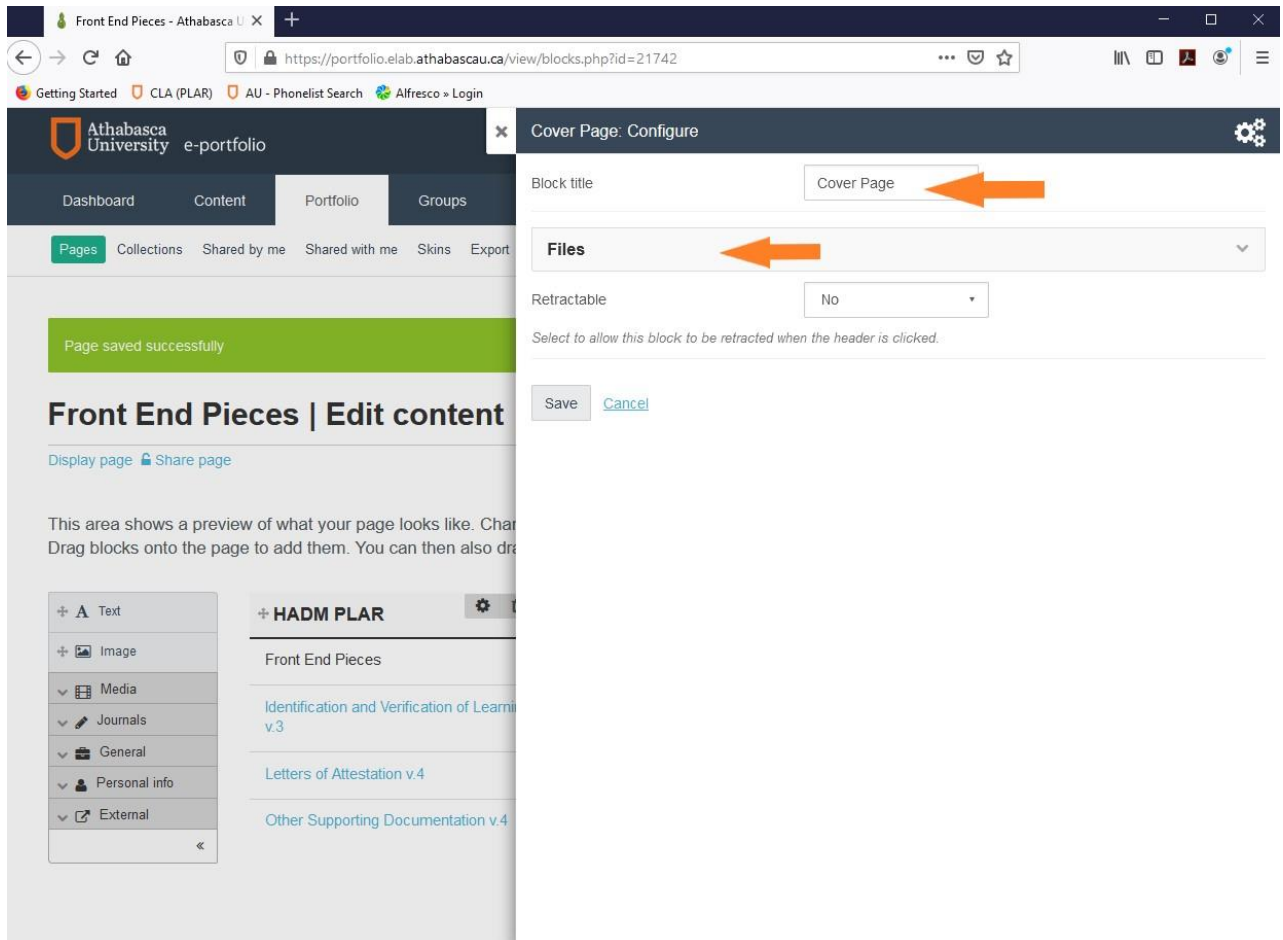 Front End Pieces - Athabasca U
https://portfolio.elab.athabascau.ca/view/blocks.php?id=21742
Getting Started CLA (PLAR) AU - Phonelist Search Alfresco » Login
Athabasca
University e-portfolio
Dashboard Content Portfolio Groups
Pages Collections Shared by me Shared with me Skins Export
Page saved successfully
Front End Pieces | Edit content
Display page Share page
This area shows a preview of what your page looks like. Char
Drag blocks onto the page to add them. You can then also dra
A Text
Image
Media
Journals
General
Personal info
External
«
HADM PLAR
Front End Pieces
Identification and Verification of Learni
v.3
Letters of Attestation v.4
Other Supporting Documentation v.4
Cover Page: Configure
Block title Cover Page
Files
Retractable No
Select to allow this block to be retracted when the header is clicked.
Save Cancel